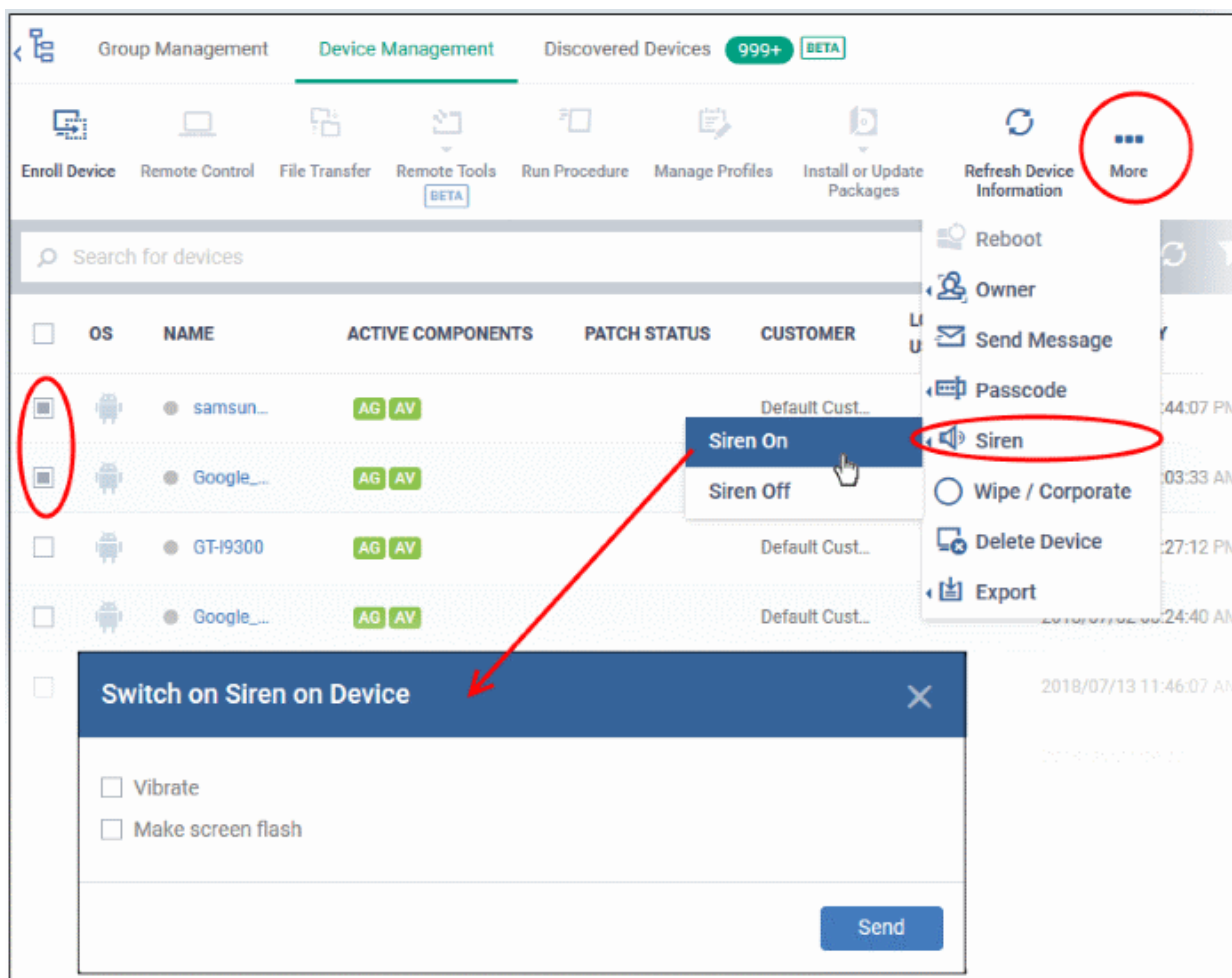 Group Management Device Management Discovered Devices 999+ BETA
Enroll Device Remote Control File Transfer Remote Tools Run Procedure Manage Profiles Install or Update Refresh Device More
BETA Packages Information
Search for devices
Reboot
Owner
Send Message
Passcode
Siren
Wipe / Corporate
Delete Device
Export
OS NAME ACTIVE COMPONENTS PATCH STATUS CUSTOMER
samsun... AG AV Default Cust... :44:07 PM
Siren On
Google_... AG AV :03:33 AM
Siren Off
GT-I9300 AG AV Default Cust... :27:12 PM
Google_... AG AV Default Cust... :24:40 AM
2018/07/13 11:46:07 AM
Switch on Siren on Device
Vibrate
Make screen flash
Send